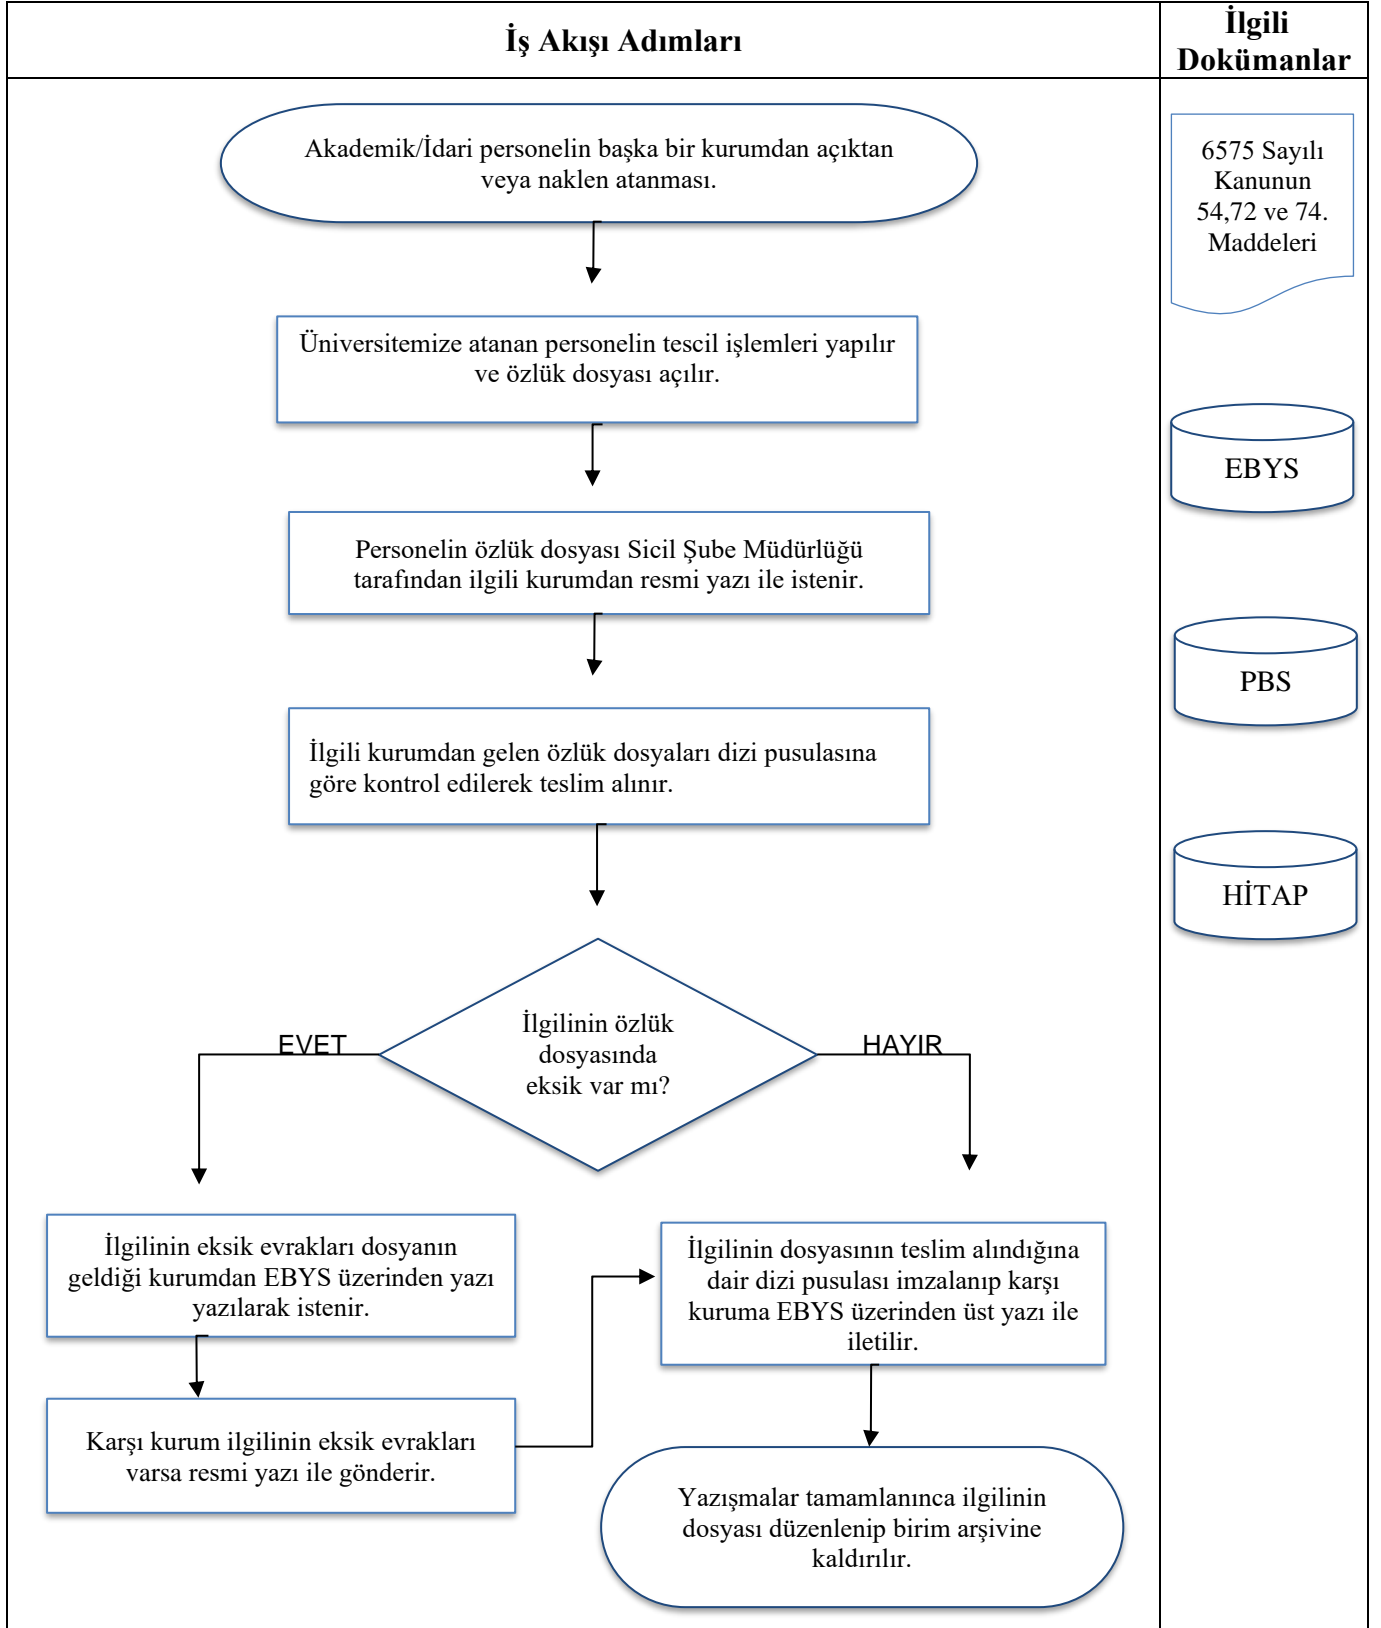 İş Akışı Adımları
İlgili
Dokümanlar
Akademik/İdari personelin başka bir kurumdan açıktan
veya naklen atanması.
6575 Sayılı
Kanunun
54,72 ve 74.
Maddeleri
Üniversitemize atanan personelin tescil işlemleri yapılır
ve özlük dosyası açılır.
EBYS
Personelin özlük dosyası Sicil Şube Müdürlüğü
tarafından ilgili kurumdan resmi yazı ile istenir.
PBS
İlgili kurumdan gelen özlük dosyaları dizi pusulasına
göre kontrol edilerek teslim alınır.
HİTAP
İlgilinin özlük
dosyasında
eksik var mı?
EVET
HAYIR
İlgilinin eksik evrakları dosyanın
geldiği kurumdan EBYS üzerinden yazı
yazılarak istenir.
İlgilinin dosyasının teslim alındığına
dair dizi pusulası imzalanıp karşı
kuruma EBYS üzerinden üst yazı ile
iletilir.
Karşı kurum ilgilinin eksik evrakları
varsa resmi yazı ile gönderir.
Yazışmalar tamamlanınca ilgilinin
dosyası düzenlenip birim arşivine
kaldırılır.